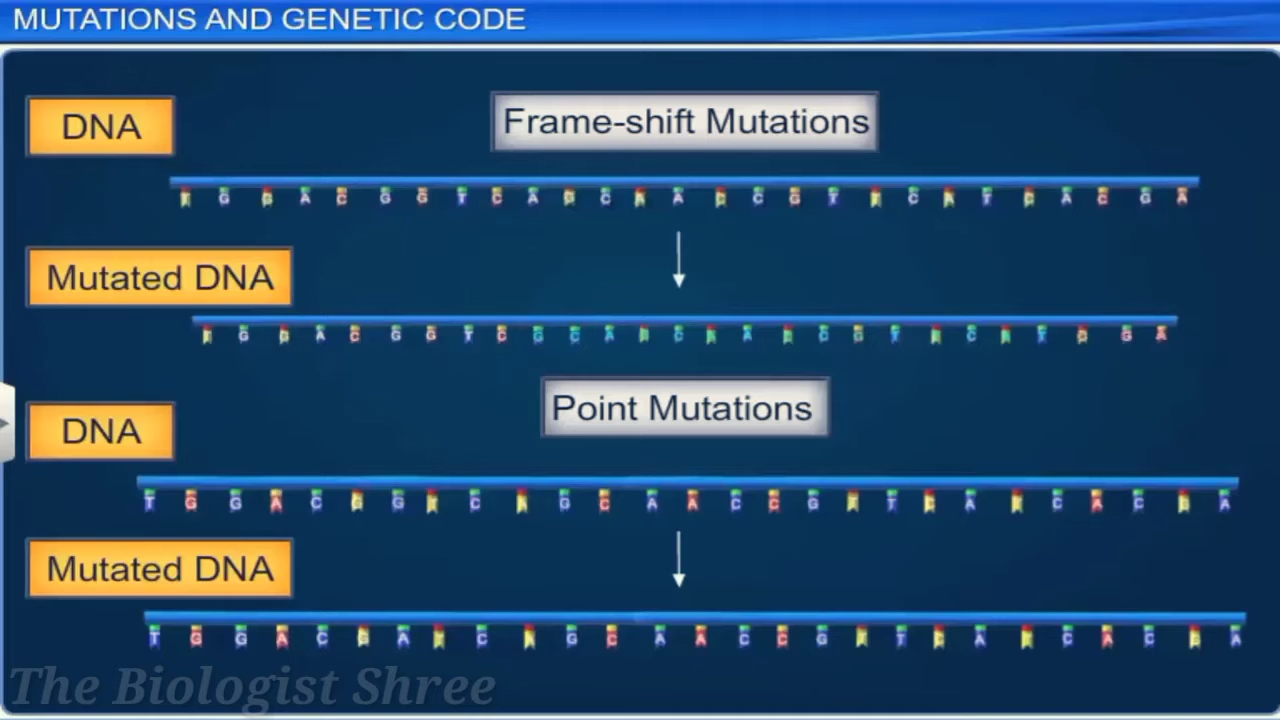 MUTATIONS AND GENETIC CODE
DNA
Frame-shift Mutations
Mutated DNA
Point Mutations
DNA
T G G A C G G T C A G C A A C C G T T C A T C A C G A
Mutated DNA
T G G A C G A T C A G C A A C C G T T C A T C A C G A
The Biologist Shree